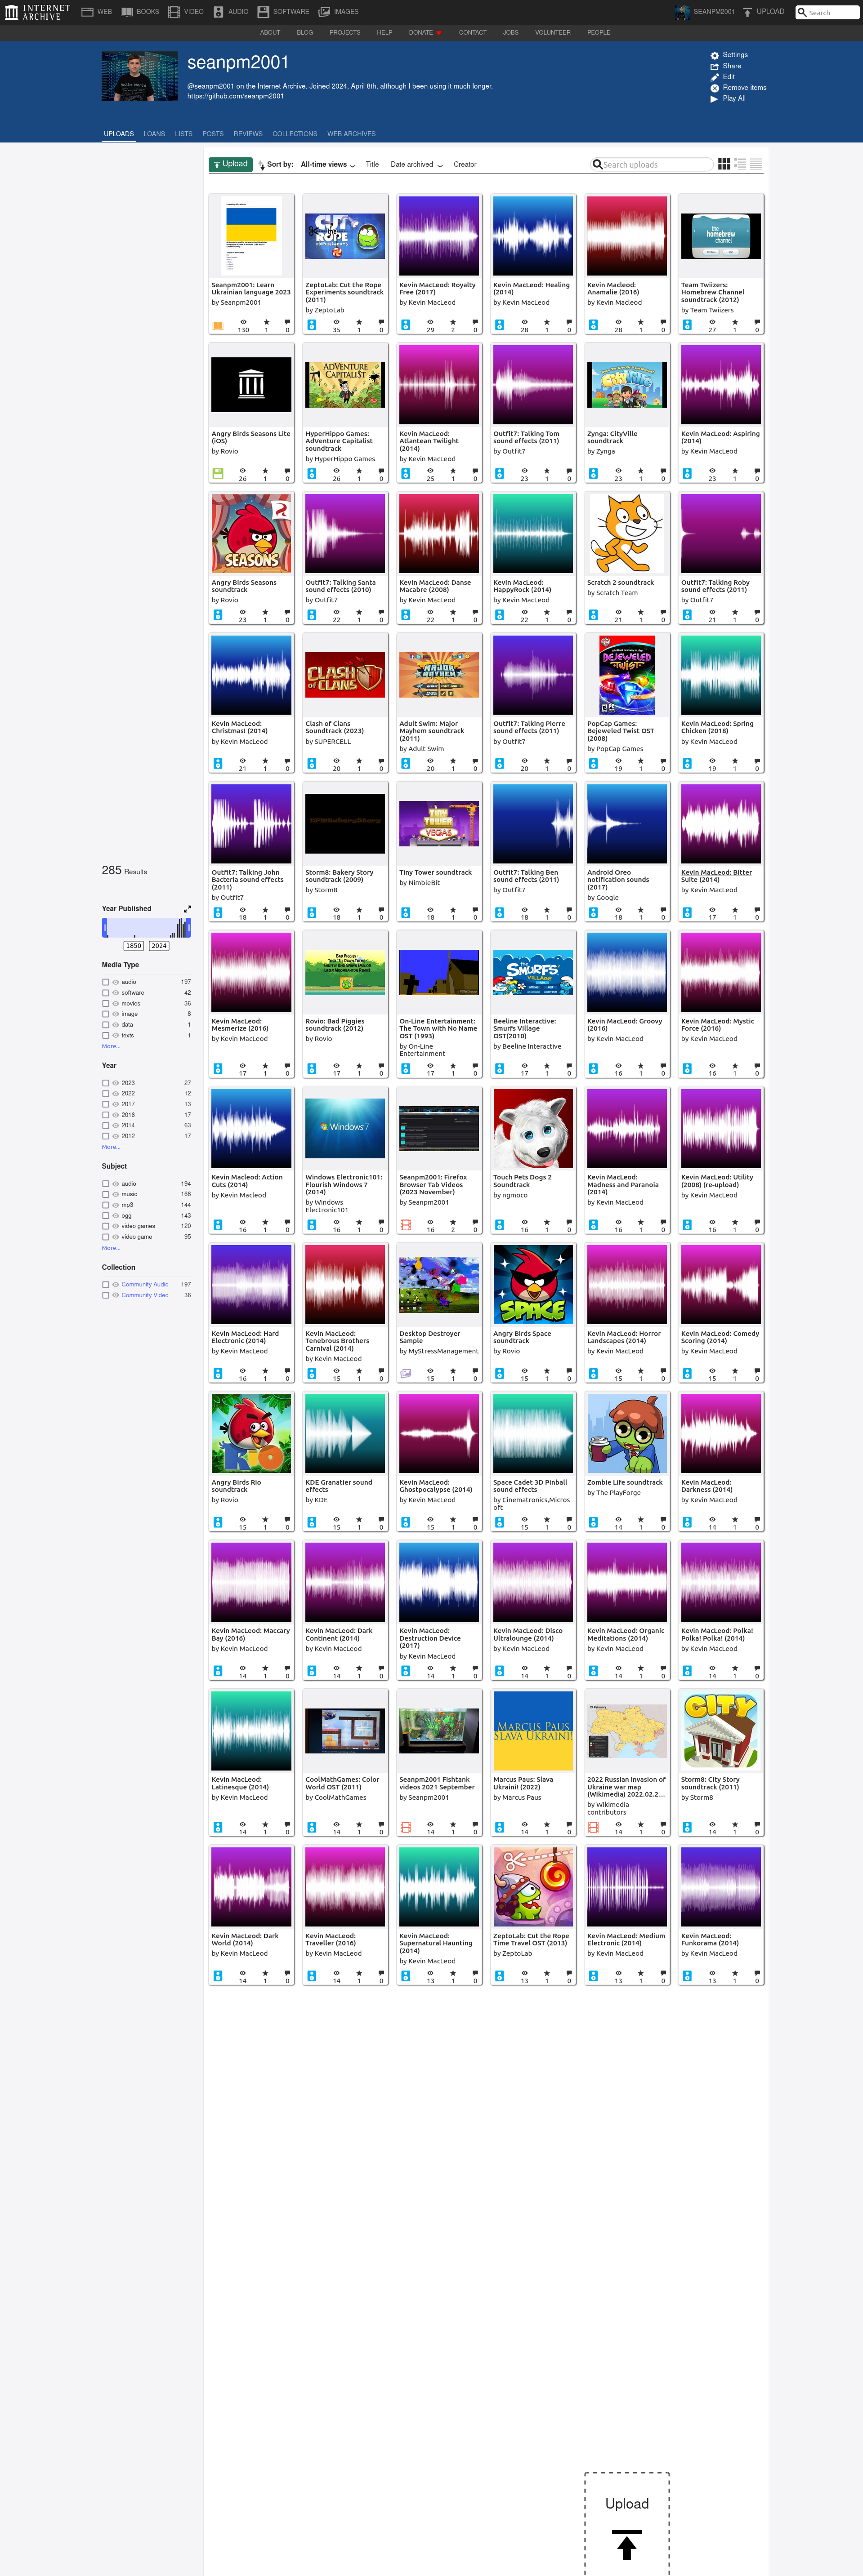 INTERNET
ARCHIVE
WEB BOOKS VIDEO AUDIO SOFTWARE IMAGES SEANPM2001 UPLOAD Search
ABOUT BLOG PROJECTS HELP DONATE CONTACT JOBS VOLUNTEER PEOPLE
seanpm2001
@seanpm2001 on the Internet Archive. Joined 2024, April 8th, although I been using it much longer.
https://github.com/seanpm2001
Settings
Share
Edit
Remove items
Play All
UPLOADS LOANS LISTS POSTS REVIEWS COLLECTIONS WEB ARCHIVES
Upload Sort by: All-time views Title Date archived Creator Search uploads
285 Results
Year Published
1850 - 2024
Media Type
audio 197
software 42
movies 36
image 8
data 1
texts 1
More...
Year
2023 27
2022 12
2017 13
2016 17
2014 63
2012 17
More...
Subject
audio 194
music 168
mp3 144
ogg 143
video games 120
video game 95
More...
Collection
Community Audio 197
Community Video 36
Seanpm2001: Learn
Ukrainian language 2023
by Seanpm2001
130 1 0
CUT THE ROPE
EXPERIMENTS
ZeptoLab: Cut the Rope
Experiments soundtrack
(2011)
by ZeptoLab
35 1 0
Kevin MacLeod: Royalty
Free (2017)
by Kevin MacLeod
29 2 0
Kevin MacLeod: Healing
(2014)
by Kevin MacLeod
28 1 0
Kevin Macleod:
Anamalie (2016)
by Kevin Macleod
28 1 0
the
homebrew
channel
Team Twiizers:
Homebrew Channel
soundtrack (2012)
by Team Twiizers
27 1 0
Angry Birds Seasons Lite
(iOS)
by Rovio
26 1 0
ADVENTURE
CAPITALIST
HyperHippo Games:
AdVenture Capitalist
soundtrack
by HyperHippo Games
26 1 0
Kevin MacLeod:
Atlantean Twilight
(2014)
by Kevin MacLeod
25 1 0
Outfit7: Talking Tom
sound effects (2011)
by Outfit7
23 1 0
CityVille
Zynga: CityVille
soundtrack
by Zynga
23 1 0
Kevin MacLeod: Aspiring
(2014)
by Kevin MacLeod
23 1 0
SEASONS
Angry Birds Seasons
soundtrack
by Rovio
23 1 0
Outfit7: Talking Santa
sound effects (2010)
by Outfit7
22 1 0
Kevin MacLeod: Danse
Macabre (2008)
by Kevin MacLeod
22 1 0
Kevin MacLeod:
HappyRock (2014)
by Kevin MacLeod
22 1 0
Scratch 2 soundtrack
by Scratch Team
21 1 0
Outfit7: Talking Roby
sound effects (2011)
by Outfit7
21 1 0
Kevin MacLeod:
Christmas! (2014)
by Kevin MacLeod
21 1 0
CLASH OF CLANS
Clash of Clans
Soundtrack (2023)
by SUPERCELL
20 1 0
MAJOR
MAYHEM
Adult Swim: Major
Mayhem soundtrack
(2011)
by Adult Swim
20 1 0
Outfit7: Talking Pierre
sound effects (2011)
by Outfit7
20 1 0
BEJEWELED
TWIST
PopCap Games:
Bejeweled Twist OST
(2008)
by PopCap Games
19 1 0
Kevin MacLeod: Spring
Chicken (2018)
by Kevin MacLeod
19 1 0
Outfit7: Talking John
Bacteria sound effects
(2011)
by Outfit7
18 1 0
Storm8: Bakery Story
soundtrack (2009)
by Storm8
18 1 0
TINY
TOWER
VEGAS
Tiny Tower soundtrack
by NimbleBit
18 1 0
Outfit7: Talking Ben
sound effects (2011)
by Outfit7
18 1 0
Android Oreo
notification sounds
(2017)
by Google
18 1 0
Kevin MacLeod: Bitter
Suite (2014)
by Kevin MacLeod
17 1 0
Kevin MacLeod:
Mesmerize (2016)
by Kevin MacLeod
17 1 0
BAD PIGGIES
Rovio: Bad Piggies
soundtrack (2012)
by Rovio
17 1 0
On-Line Entertainment:
The Town with No Name
OST (1993)
by On-Line
Entertainment
17 1 0
THE SMURFS'
VILLAGE
Beeline Interactive:
Smurfs Village
OST(2010)
by Beeline Interactive
17 1 0
Kevin MacLeod: Groovy
(2016)
by Kevin MacLeod
16 1 0
Kevin MacLeod: Mystic
Force (2016)
by Kevin MacLeod
16 1 0
Kevin Macleod: Action
Cuts (2014)
by Kevin Macleod
16 1 0
Windows 7
Windows Electronic101:
Flourish Windows 7
(2014)
by Windows
Electronic101
16 1 0
Seanpm2001: Firefox
Browser Tab Videos
(2023 November)
by Seanpm2001
16 2 0
Touch Pets Dogs 2
Soundtrack
by ngmoco
16 1 0
Kevin MacLeod:
Madness and Paranoia
(2014)
by Kevin MacLeod
16 1 0
Kevin MacLeod: Utility
(2008) (re-upload)
by Kevin MacLeod
16 1 0
Kevin MacLeod: Hard
Electronic (2014)
by Kevin MacLeod
16 1 0
Kevin MacLeod:
Tenebrous Brothers
Carnival (2014)
by Kevin MacLeod
15 1 0
Desktop Destroyer
Sample
by MyStressManagement
15 1 0
SPACE
Angry Birds Space
soundtrack
by Rovio
15 1 0
Kevin MacLeod: Horror
Landscapes (2014)
by Kevin MacLeod
15 1 0
Kevin MacLeod: Comedy
Scoring (2014)
by Kevin MacLeod
15 1 0
Angry Birds Rio
soundtrack
by Rovio
15 1 0
KDE Granatier sound
effects
by KDE
15 1 0
Kevin MacLeod:
Ghostpocalypse (2014)
by Kevin MacLeod
15 1 0
Space Cadet 3D Pinball
sound effects
by Cinematronics,Micros
oft
15 1 0
Zombie Life soundtrack
by The PlayForge
14 1 0
Kevin MacLeod:
Darkness (2014)
by Kevin MacLeod
14 1 0
Kevin MacLeod: Maccary
Bay (2016)
by Kevin MacLeod
14 1 0
Kevin MacLeod: Dark
Continent (2014)
by Kevin MacLeod
14 1 0
Kevin MacLeod:
Destruction Device
(2017)
by Kevin MacLeod
14 1 0
Kevin MacLeod: Disco
Ultralounge (2014)
by Kevin MacLeod
14 1 0
Kevin MacLeod: Organic
Meditations (2014)
by Kevin MacLeod
14 1 0
Kevin MacLeod: Polka!
Polka! Polka! (2014)
by Kevin MacLeod
14 1 0
Kevin MacLeod:
Latinesque (2014)
by Kevin MacLeod
14 1 0
CoolMathGames: Color
World OST (2011)
by CoolMathGames
14 1 0
Seanpm2001 Fishtank
videos 2021 September
by Seanpm2001
14 1 0
MARCUS PAUS
SLAVA UKRAINI!
Marcus Paus: Slava
Ukraini! (2022)
by Marcus Paus
14 1 0
2022 Russian invasion of
Ukraine war map
(Wikimedia) 2022.02.2...
by Wikimedia
contributors
14 1 0
CITY
Storm8: City Story
soundtrack (2011)
by Storm8
14 1 0
Kevin MacLeod: Dark
World (2014)
by Kevin MacLeod
14 1 0
Kevin MacLeod:
Traveller (2016)
by Kevin MacLeod
14 1 0
Kevin MacLeod:
Supernatural Haunting
(2014)
by Kevin MacLeod
13 1 0
ZeptoLab: Cut the Rope
Time Travel OST (2013)
by ZeptoLab
13 1 0
Kevin MacLeod: Medium
Electronic (2014)
by Kevin MacLeod
13 1 0
Kevin MacLeod:
Funkorama (2014)
by Kevin MacLeod
13 1 0
Upload